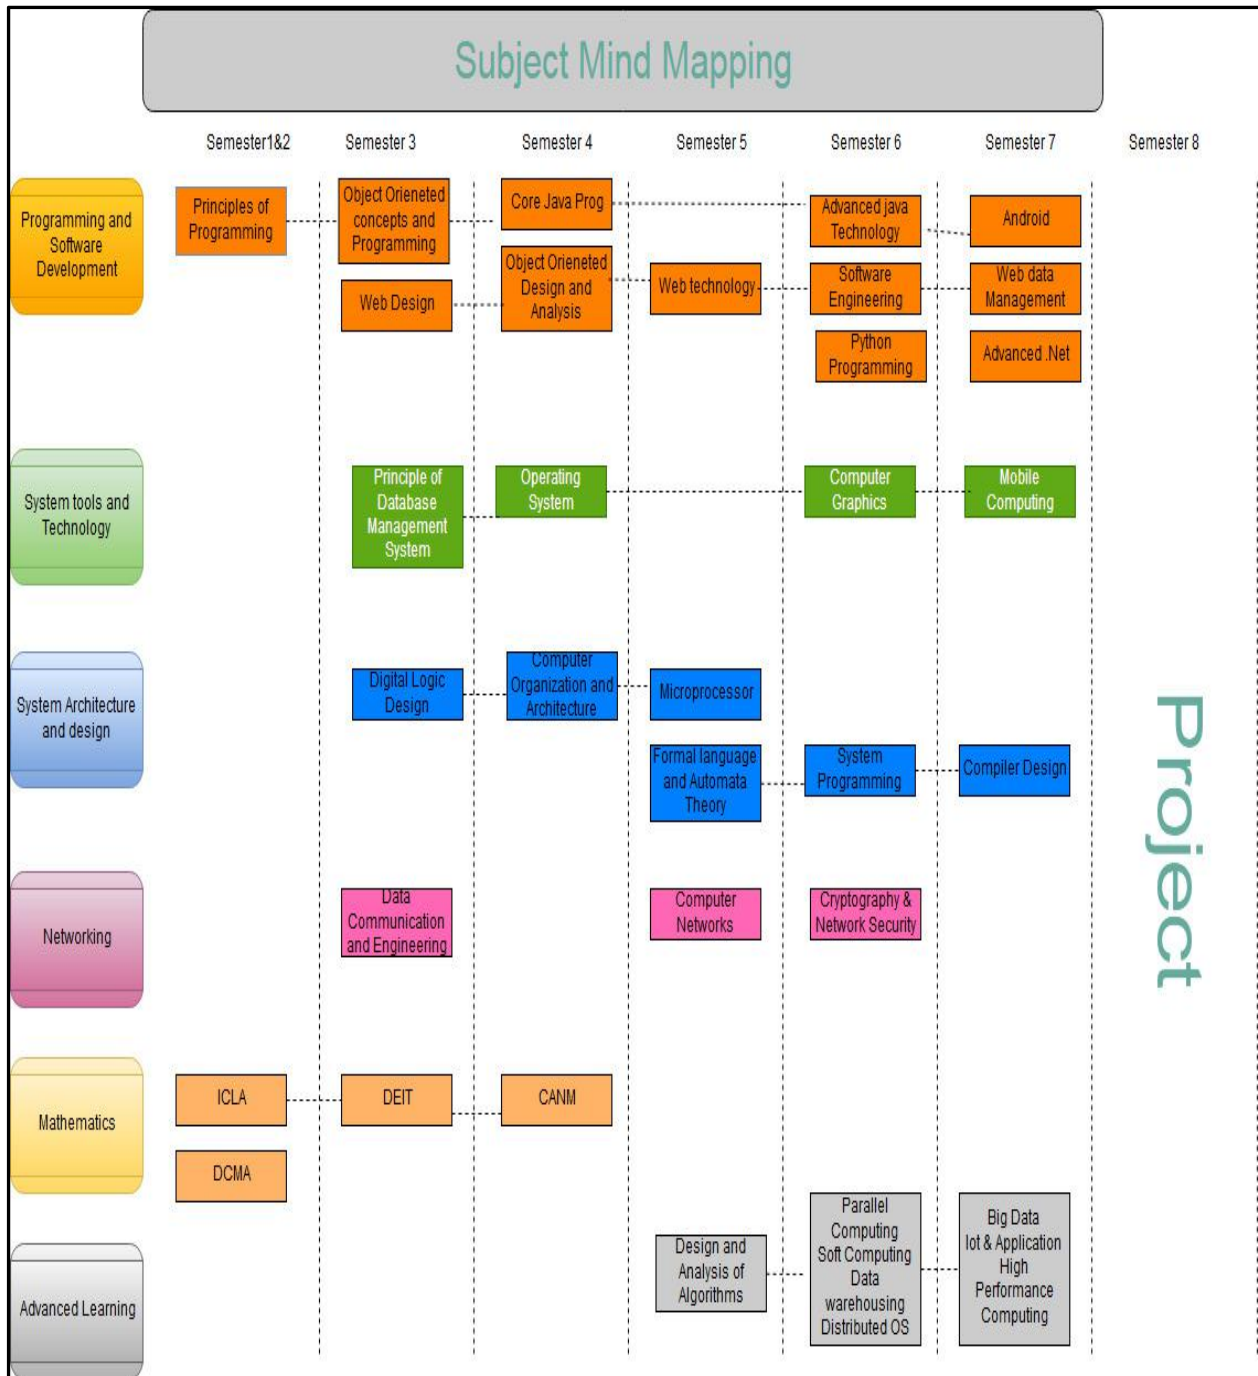 Subject Mind Mapping
Semester1&2
Semester 3
Semester 4
Semester 5
Semester 6
Semester 7
Semester 8
Programming and
Software
Development
Principles of
Programming
Object Orieneted
concepts and
Programming
Core Java Prog
Advanced java
Technology
Android
Web Design
Object Orieneted
Design and
Analysis
Web technology
Software
Engineering
Web data
Management
Python
Programming
Advanced .Net
System tools and
Technology
Principle of
Database
Management
System
Operating
System
Computer
Graphics
Mobile
Computing
System Architecture
and design
Digital Logic
Design
Computer
Organization and
Architecture
Microprocessor
Formal language
and Automata
Theory
System
Programming
Compiler Design
Project
Networking
Data
Communication
and Engineering
Computer
Networks
Cryptography &
Network Security
Mathematics
ICLA
DEIT
CANM
DCMA
Advanced Learning
Design and
Analysis of
Algorithms
Parallel
Computing
Soft Computing
Data
warehousing
Distributed OS
Big Data
Iot & Application
High
Performance
Computing